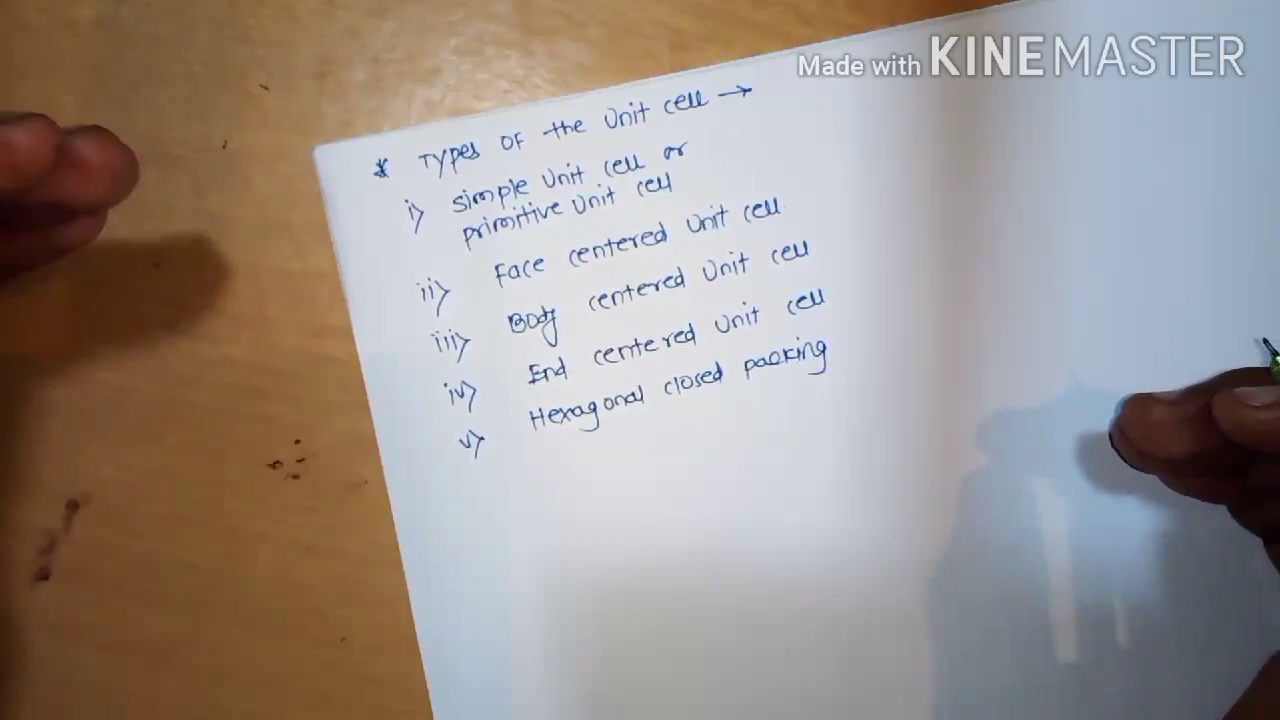 Made with KINEMASTER
* Types of the Unit cell →
i) Simple Unit cell or
primitive Unit cell
ii) Face centered Unit cell
iii) Body centered Unit cell
iv) End centered Unit cell
v) Hexagonal closed packing